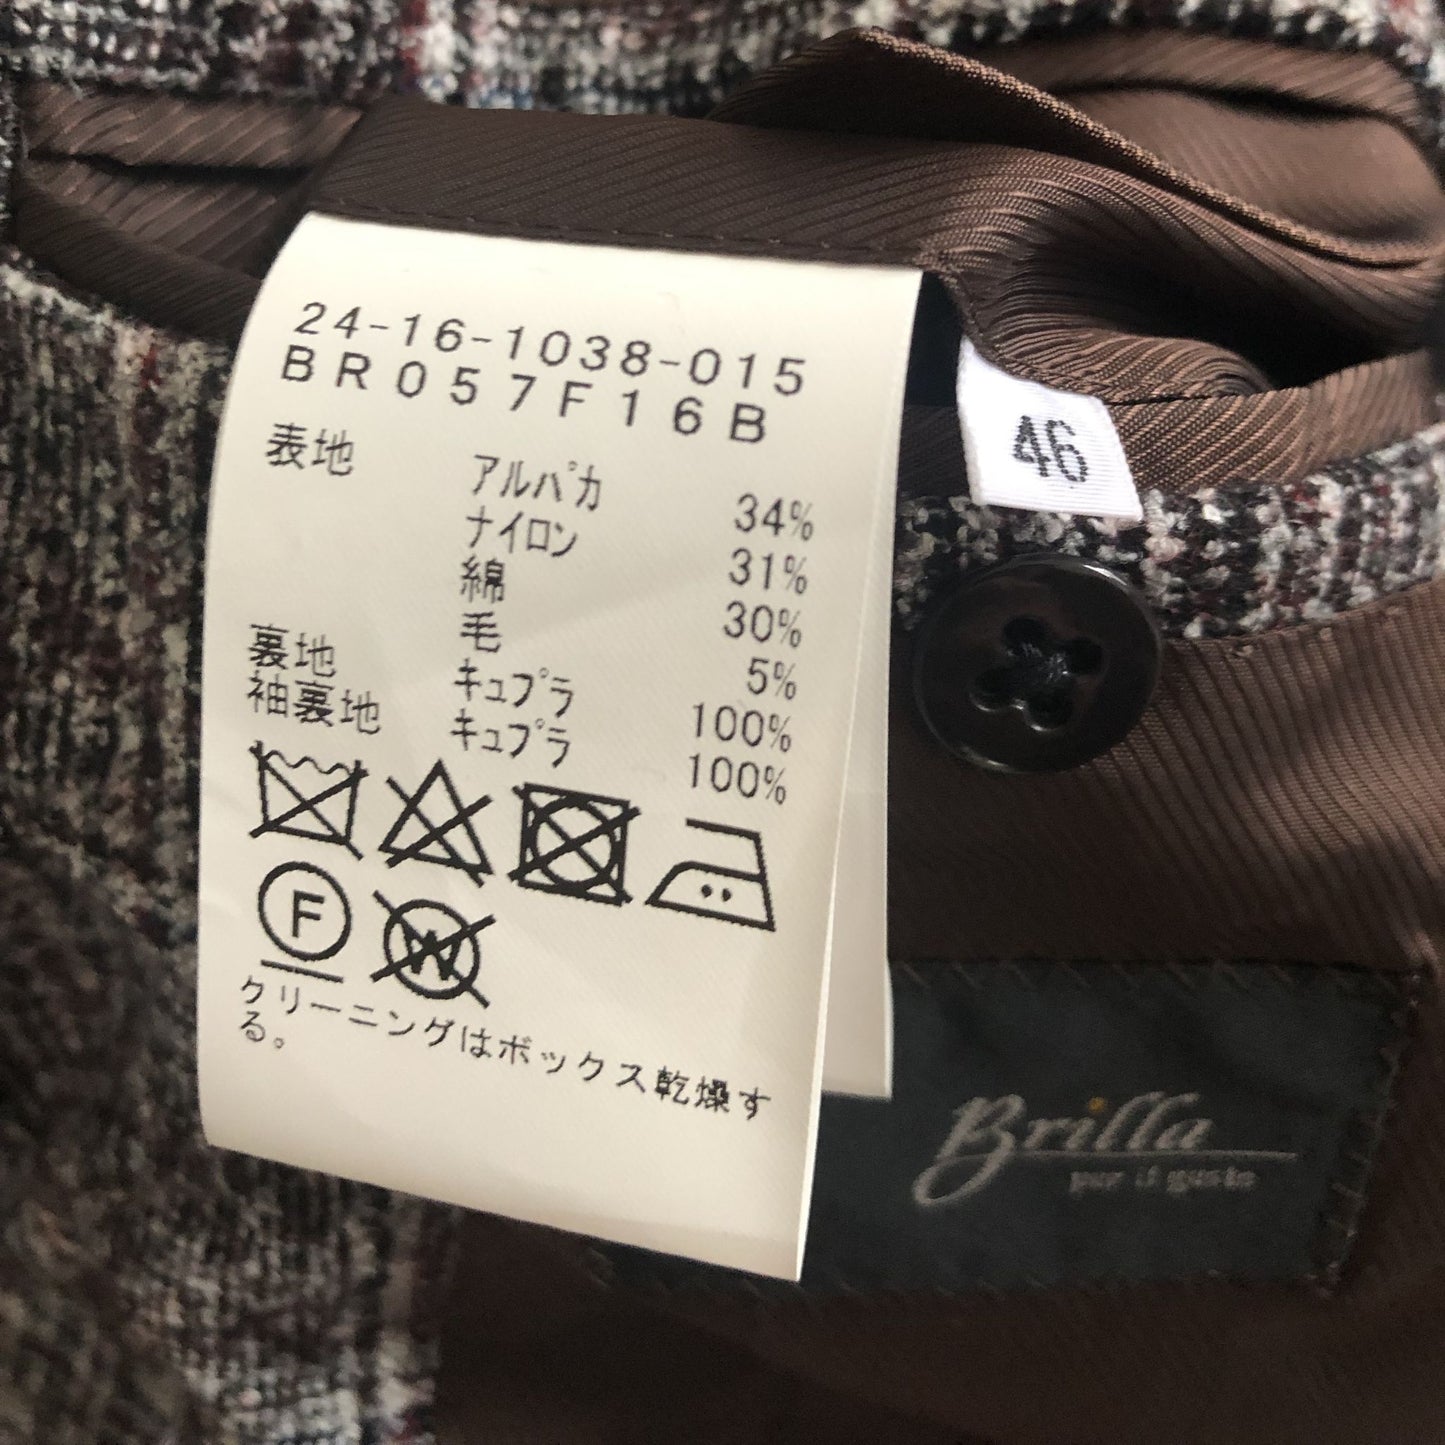 24-16-1038-015
BR057F16B
表地 アルパカ 34%
ナイロン 31%
綿 30%
毛 5%
裏地 キュプラ 100%
袖裏地 キュプラ 100%
F W
クリーニングはボックス乾燥す
る。
46
Brilla
per il gusto